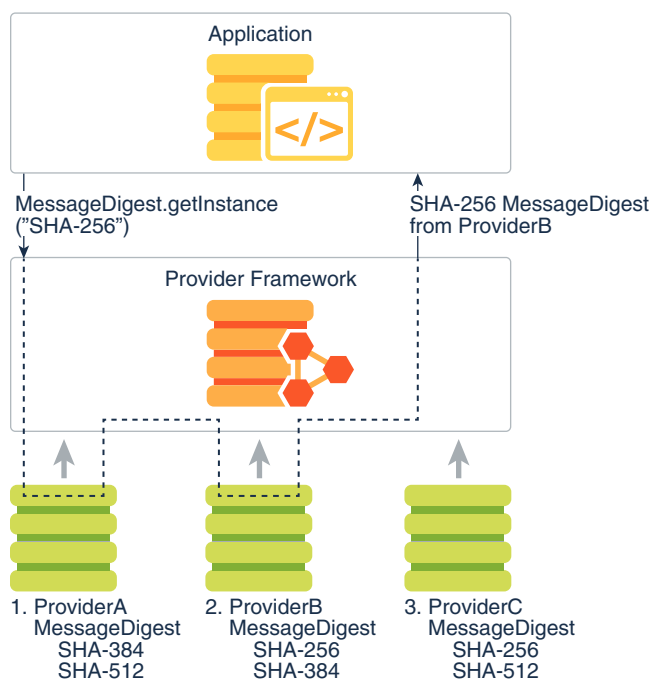 Application
</>
MessageDigest.getInstance
(”SHA-256”)
SHA-256 MessageDigest
from ProviderB
Provider Framework
1. ProviderA
MessageDigest
SHA-384
SHA-512
2. ProviderB
MessageDigest
SHA-256
SHA-384
3. ProviderC
MessageDigest
SHA-256
SHA-512